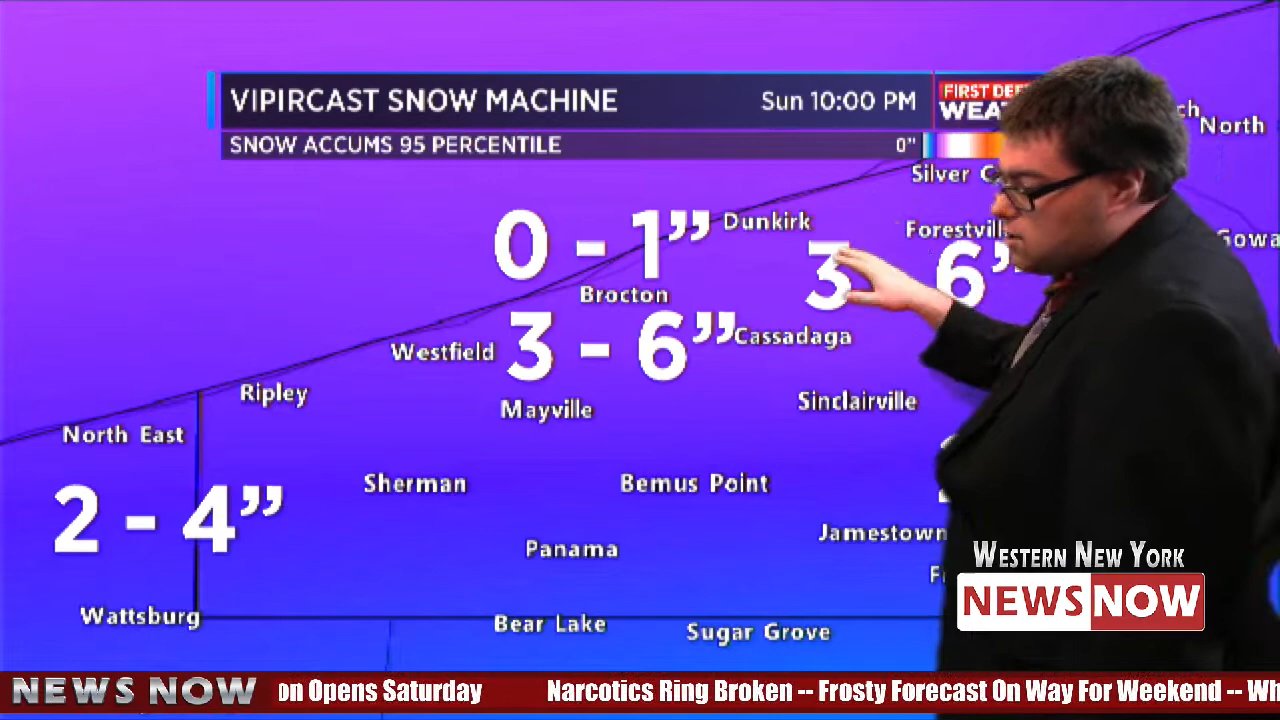 VIPIRCAST SNOW MACHINE
Sun 10:00 PM
FIRST
SNOW ACCUMS 95 PERCENTILE
0"
North
Silver
Dunkirk
0 - 1"
3 6"
Brocton
Westfield
3 - 6"
Cassadaga
Ripley
Mayville
Sinclairville
North East
Sherman
Bemus Point
2 - 4"
Jamestown
Panama
Wattsburg
Bear Lake
Sugar Grove
WESTERN NEW YORK
NEWS NOW
NEWS NOW
on Opens Saturday
Narcotics Ring Broken -- Frosty Forecast On Way For Weekend -- Wh